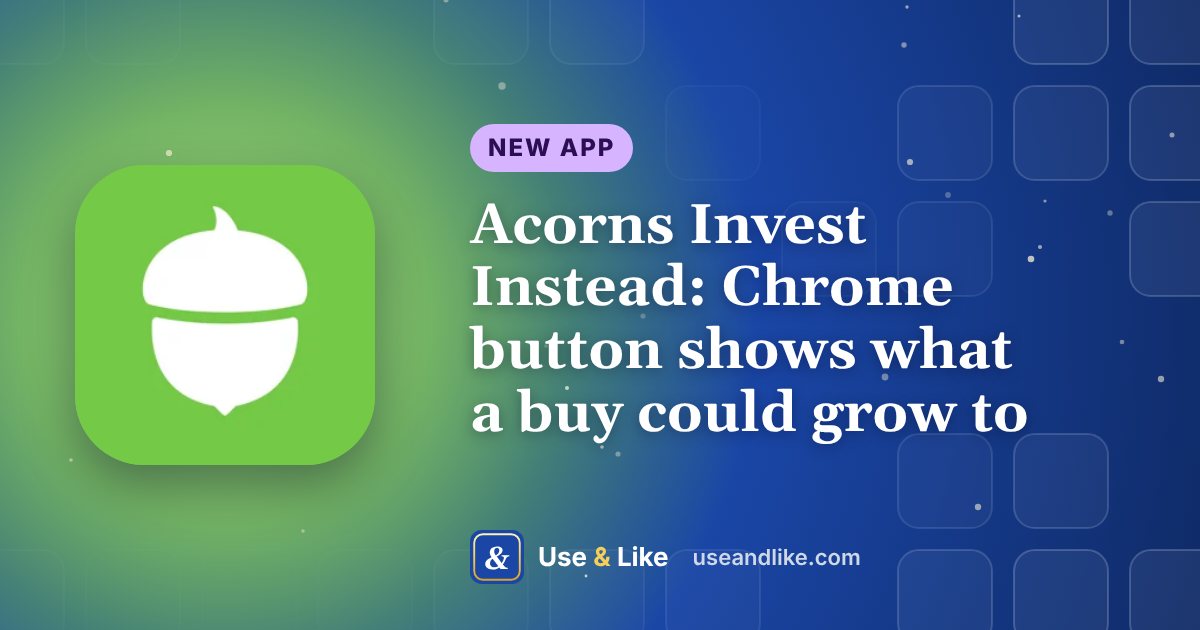 NEW APP
Acorns Invest
Instead: Chrome
button shows what
a buy could grow to
& Use & Like useandlike.com